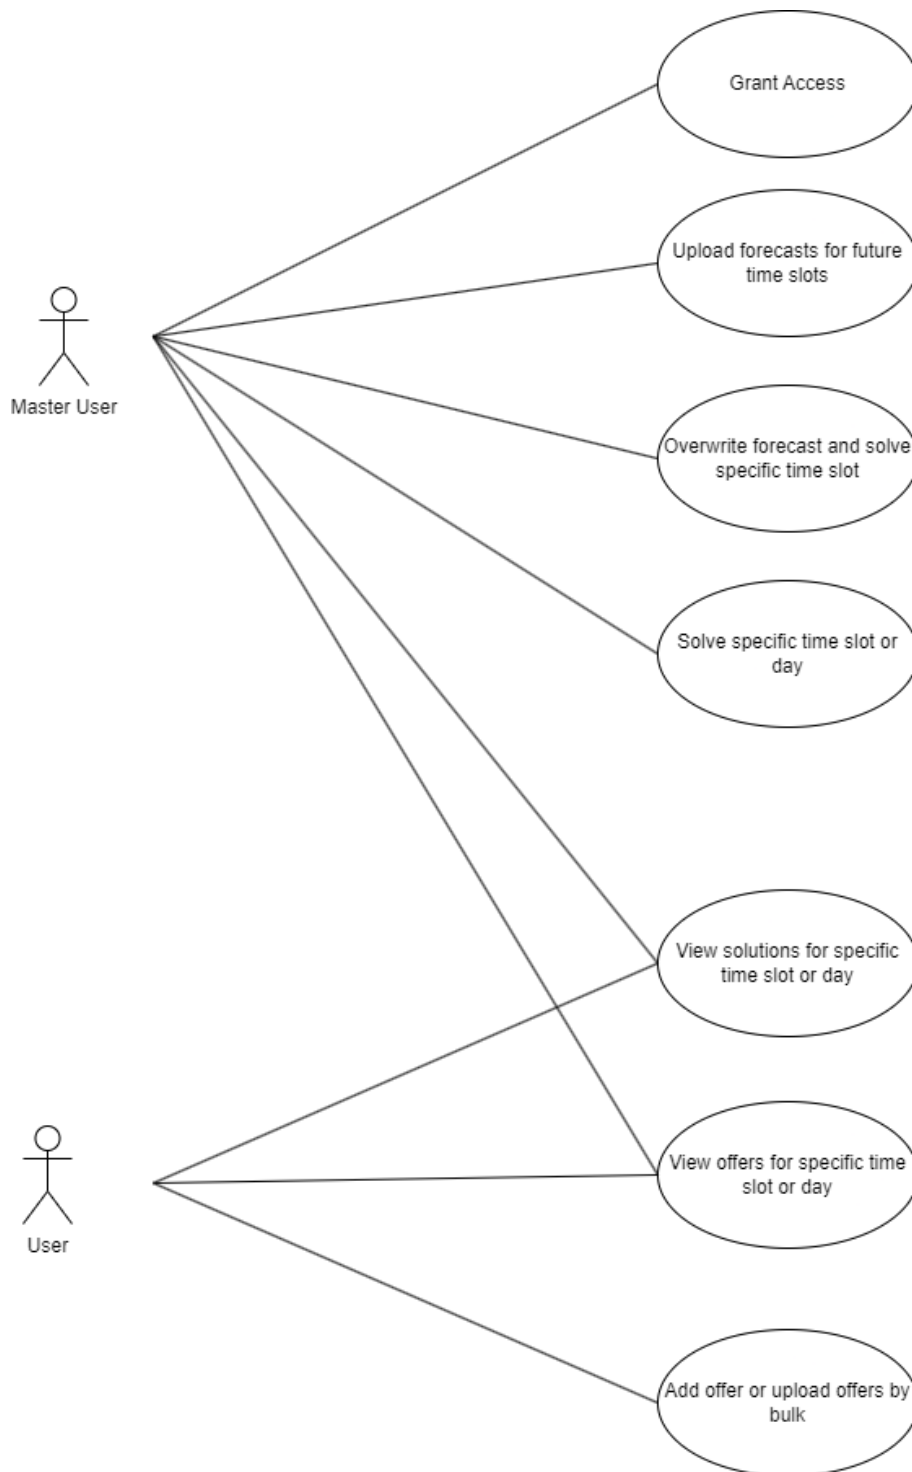 Grant Access
Upload forecasts for future
time slots
Master User
Overwrite forecast and solve
specific time slot
Solve specific time slot or
day
View solutions for specific
time slot or day
View offers for specific time
slot or day
User
Add offer or upload offers by
bulk